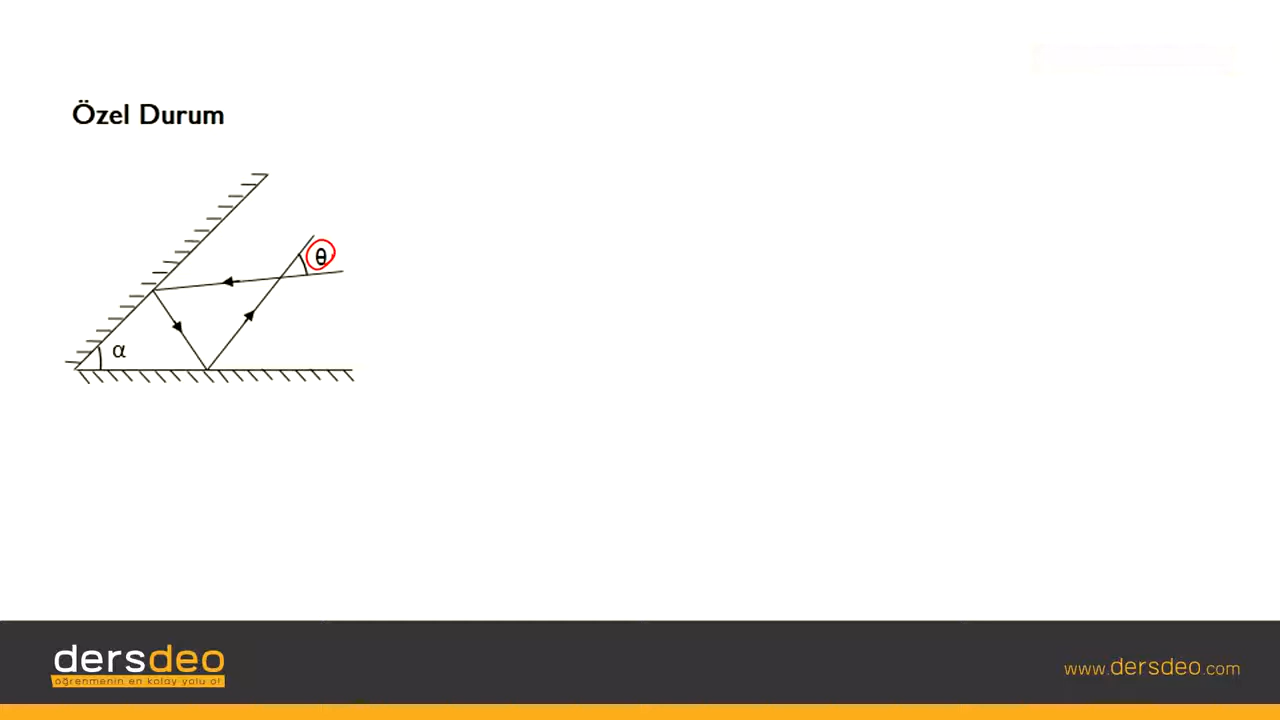 Özel Durum
θ
α
dersdeo
öğrenmenin en kolay yolu o!
www.dersdeo.com